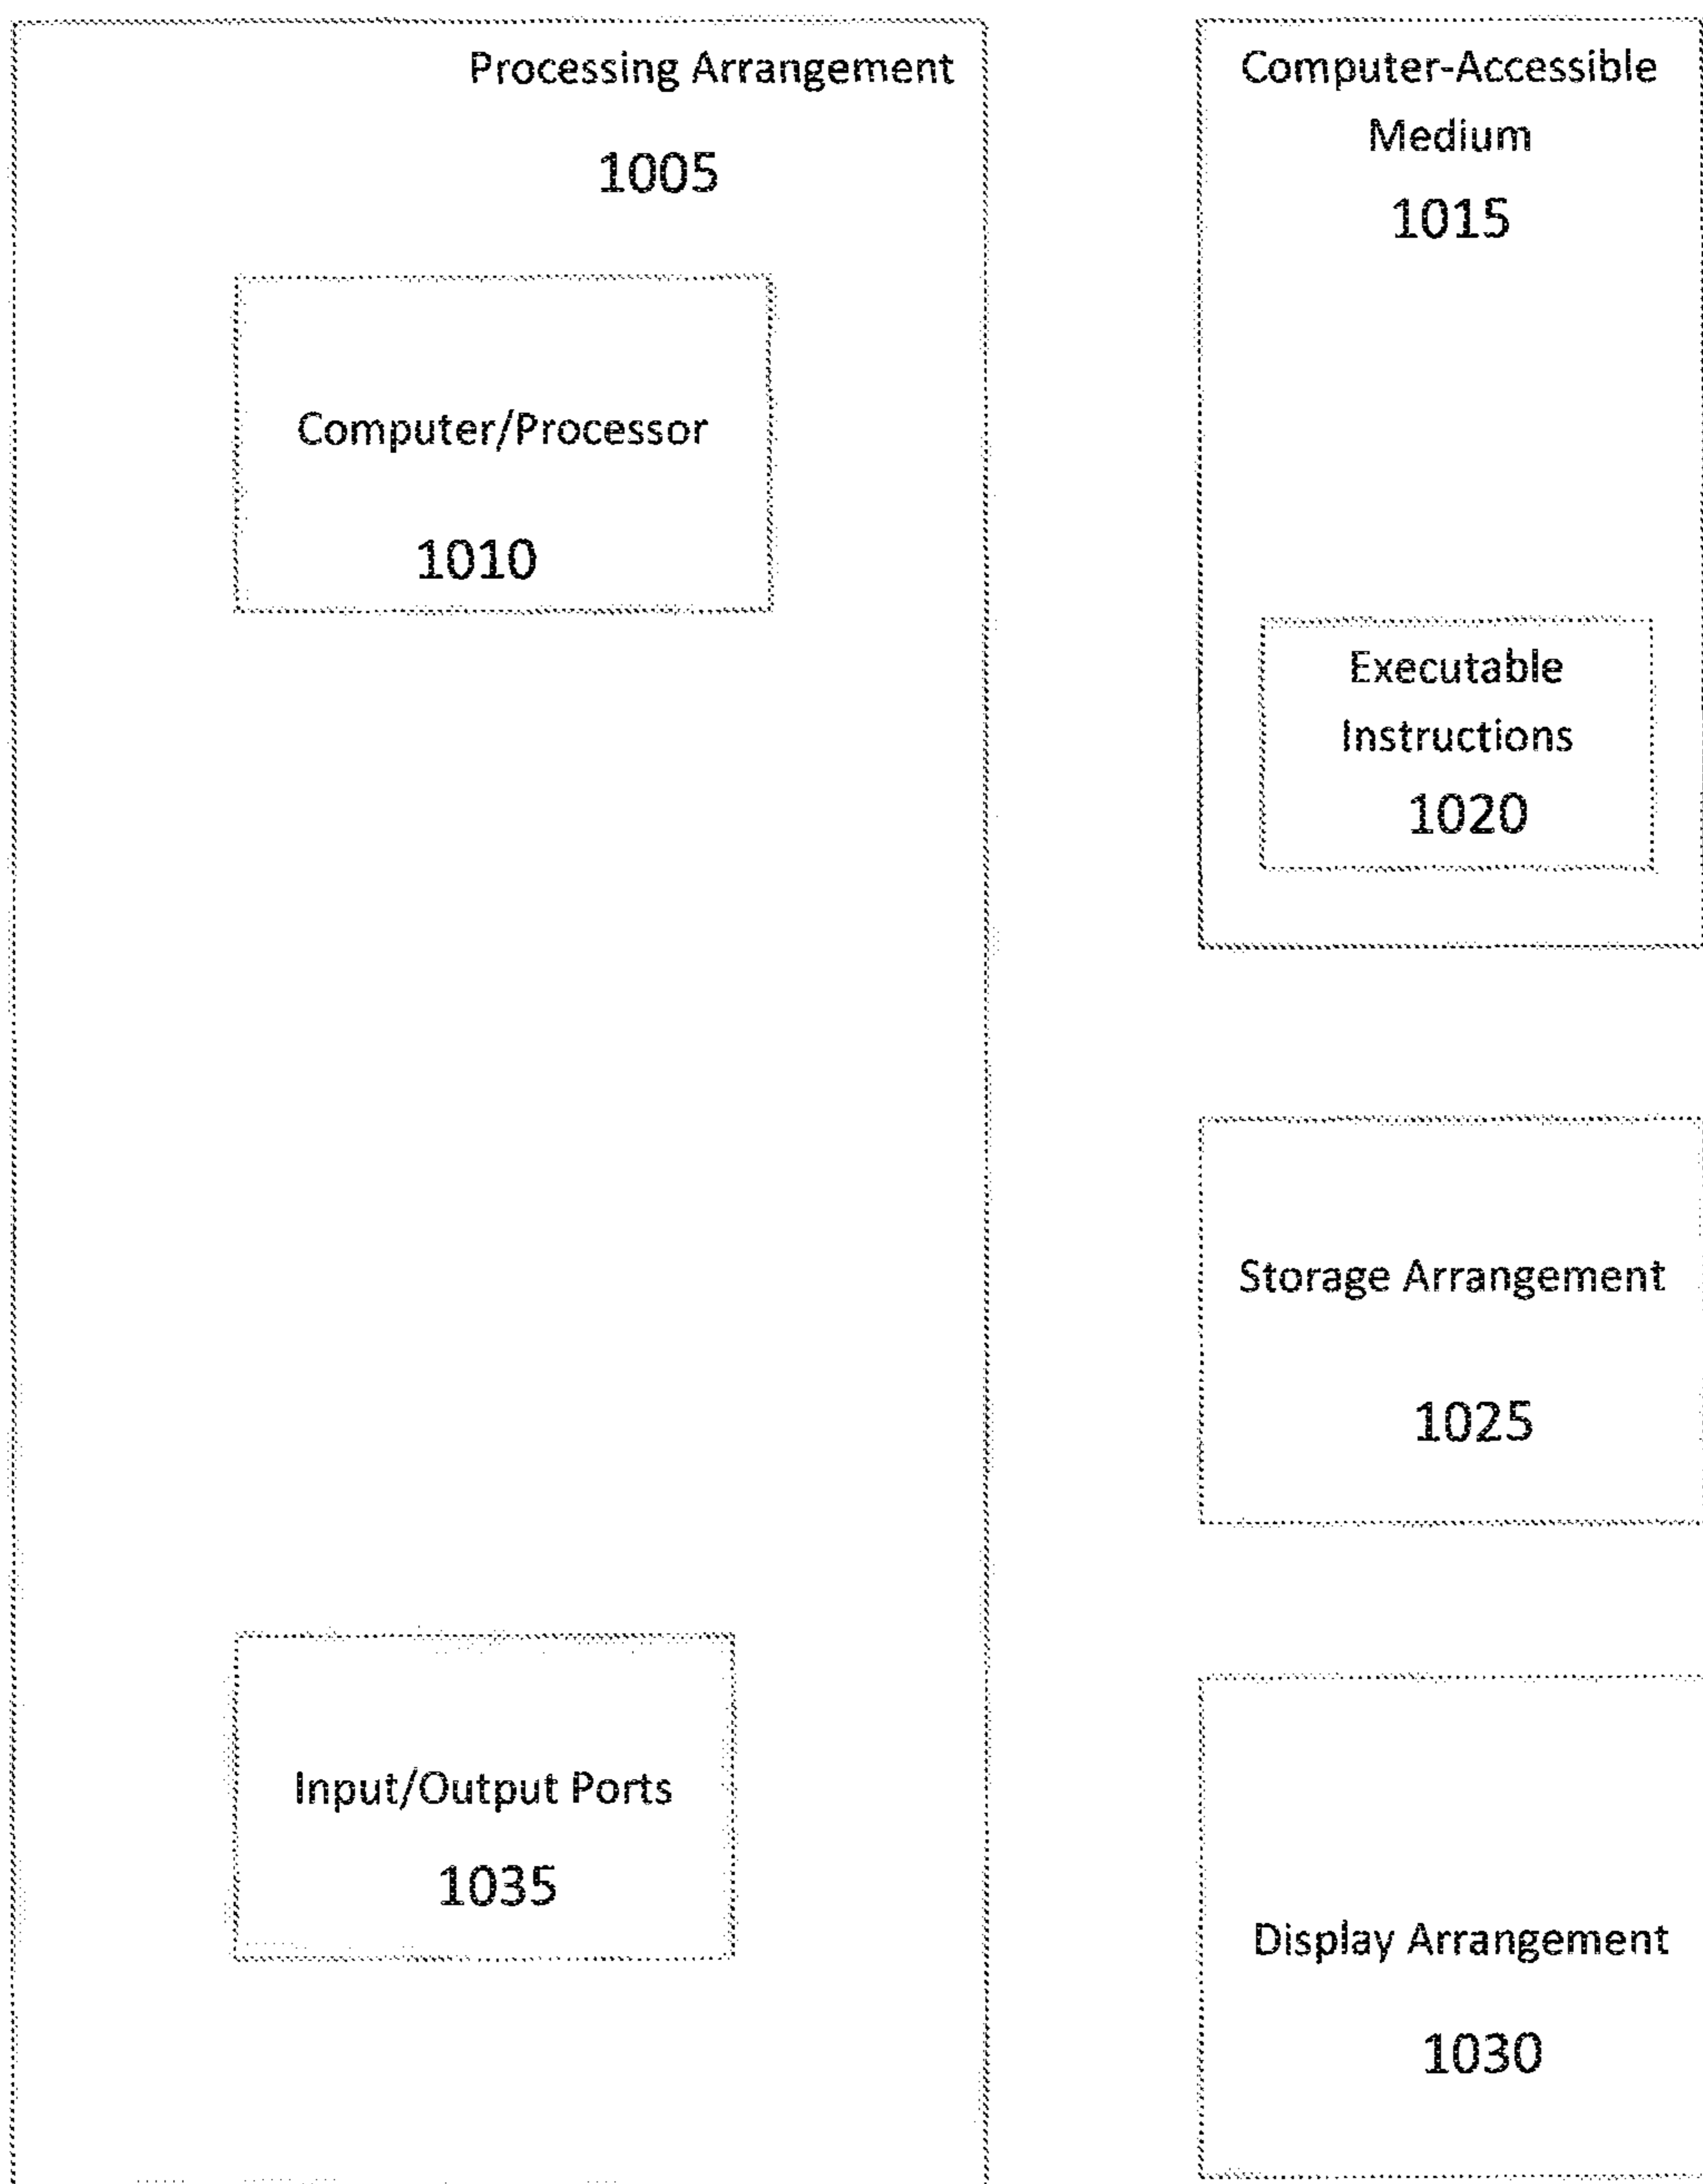 Processing Arrangement
1005
Computer/Processor
1010
Input/Output Ports
1035
Computer-Accessible
Medium
1015
Executable
Instructions
1020
Storage Arrangement
1025
Display Arrangement
1030